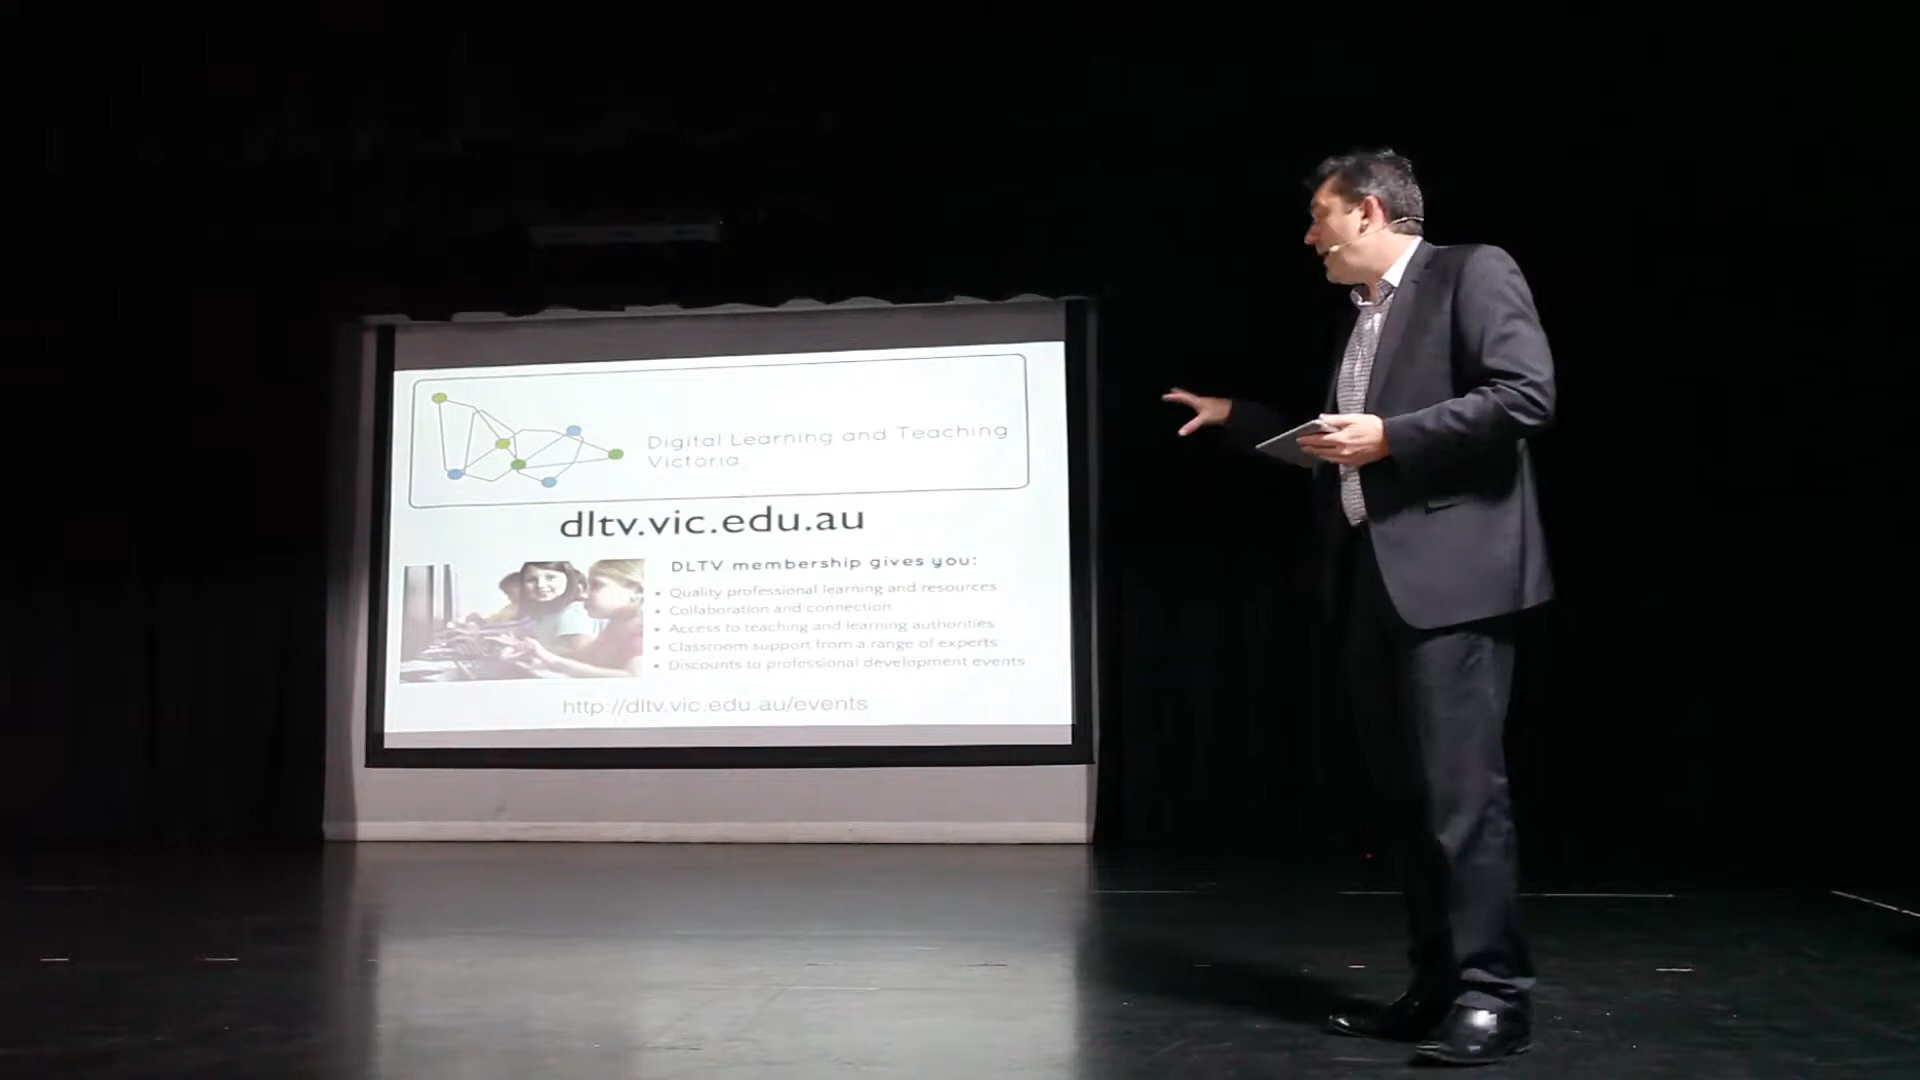 Digital Learning and Teaching
Victoria
dltv.vic.edu.au
DLTV membership gives you:
• Quality professional learning and resources
• Collaboration and connection
• Access to teaching and learning authorities
• Classroom support from a range of experts
• Discounts to professional development events
http://dltv.vic.edu.au/events